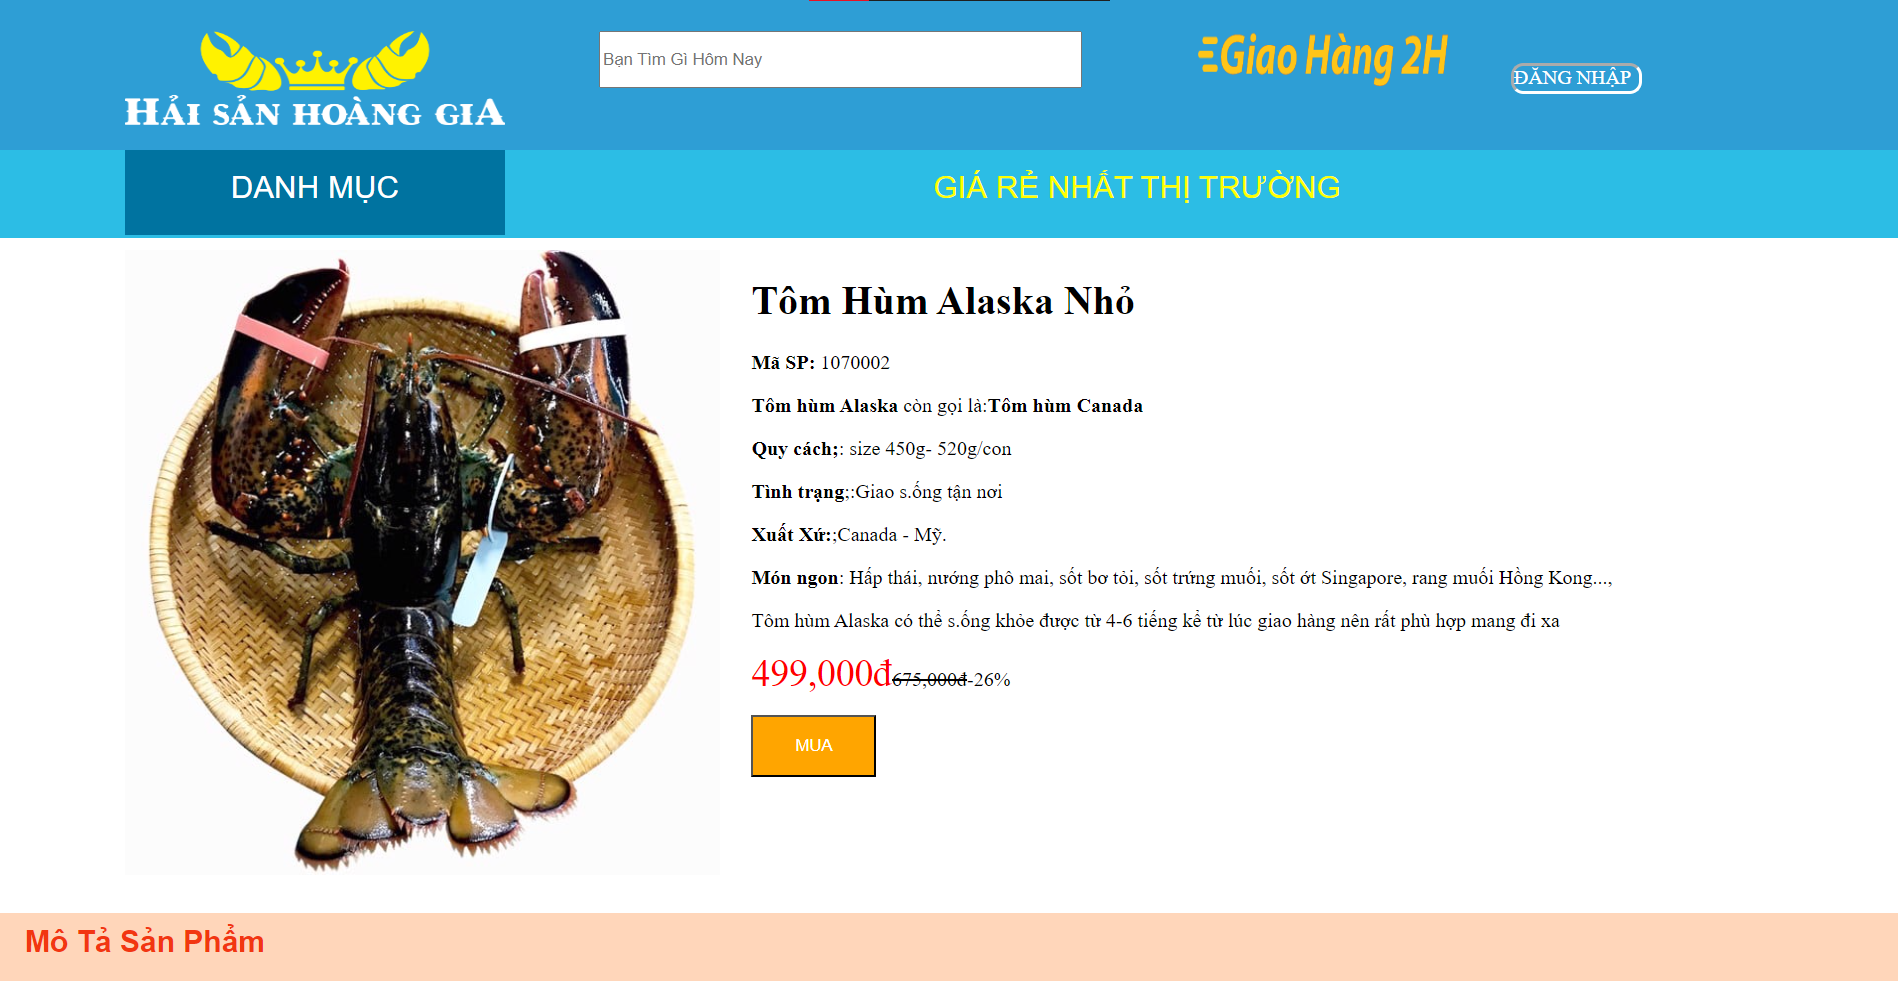 Bạn Tìm Gì Hôm Nay
Giao Hàng 2H
ĐĂNG NHẬP
HẢI SẢN HOÀNG GIA
DANH MỤC
GIÁ RẺ NHẤT THỊ TRƯỜNG
Tôm Hùm Alaska Nhỏ
Mã SP: 1070002
Tôm hùm Alaska còn gọi là:Tôm hùm Canada
Quy cách;: size 450g- 520g/con
Tình trạng;:Giao s.ống tận nơi
Xuất Xứ:;Canada - Mỹ.
Món ngon: Hấp thái, nướng phô mai, sốt bơ tỏi, sốt trứng muối, sốt ớt Singapore, rang muối Hồng Kong...,
Tôm hùm Alaska có thể s.ống khỏe được từ 4-6 tiếng kể từ lúc giao hàng nên rất phù hợp mang đi xa
499,000đ675,000đ-26%
MUA
Mô Tả Sản Phẩm